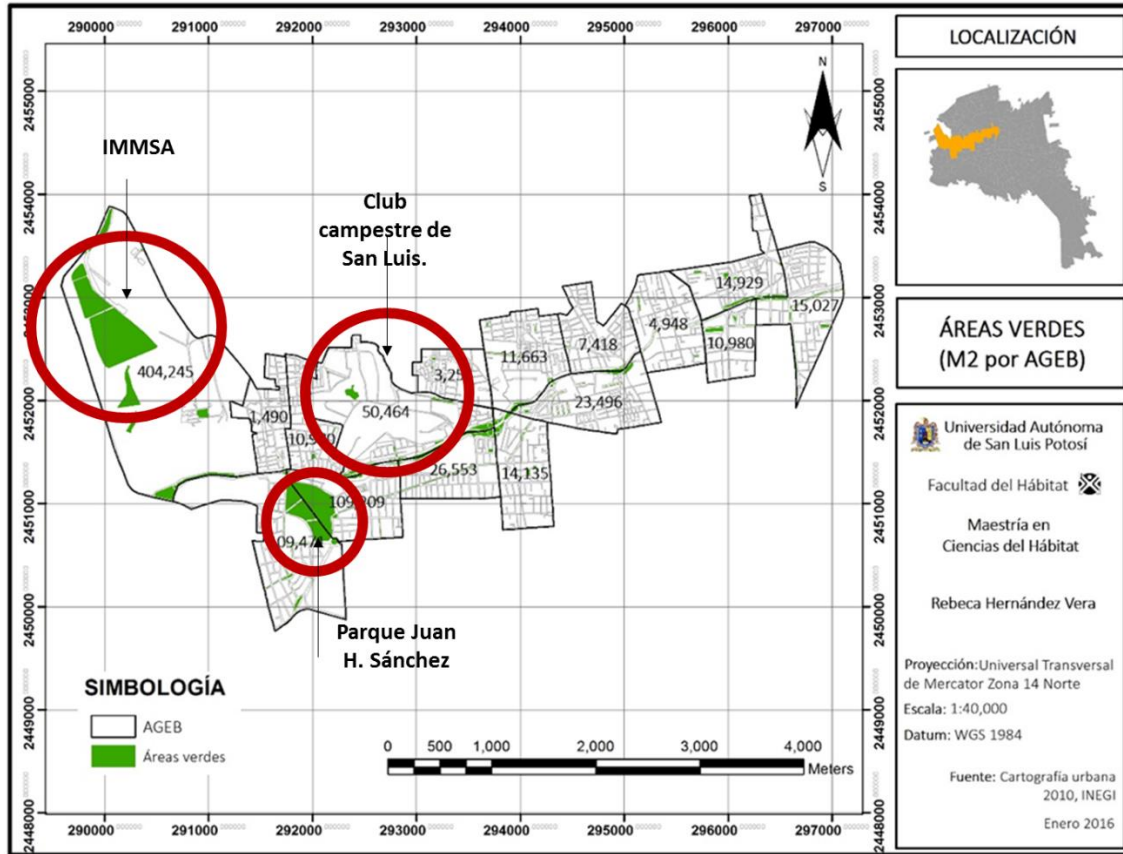 290000 291000 292000 293000 294000 295000 296000 297000
2455000
2454000
2453000
2452000
2451000
2450000
2449000
2448000
N
S
IMMSA
Club
campestre de
San Luis.
404,245
1,490
50,464
11,663
7,418
4,948
14,929
15,027
10,980
23,496
26,553
14,135
Parque Juan
H. Sánchez
SIMBOLOGÍA
AGEB
Áreas verdes
0 500 1,000 2,000 3,000 4,000
Meters
290000 291000 292000 293000 294000 295000 296000 297000
2455000
2454000
2452000
2451000
2450000
2449000
2448000
LOCALIZACIÓN
ÁREAS VERDES
(M2 por AGEB)
Universidad Autónoma
de San Luis Potosí
Facultad del Hábitat
Maestría en
Ciencias del Hábitat
Rebeca Hernández Vera
Proyección:Universal Transversal
de Mercator Zona 14 Norte
Escala: 1:40,000
Datum: WGS 1984
Fuente: Cartografía urbana
2010, INEGI
Enero 2016